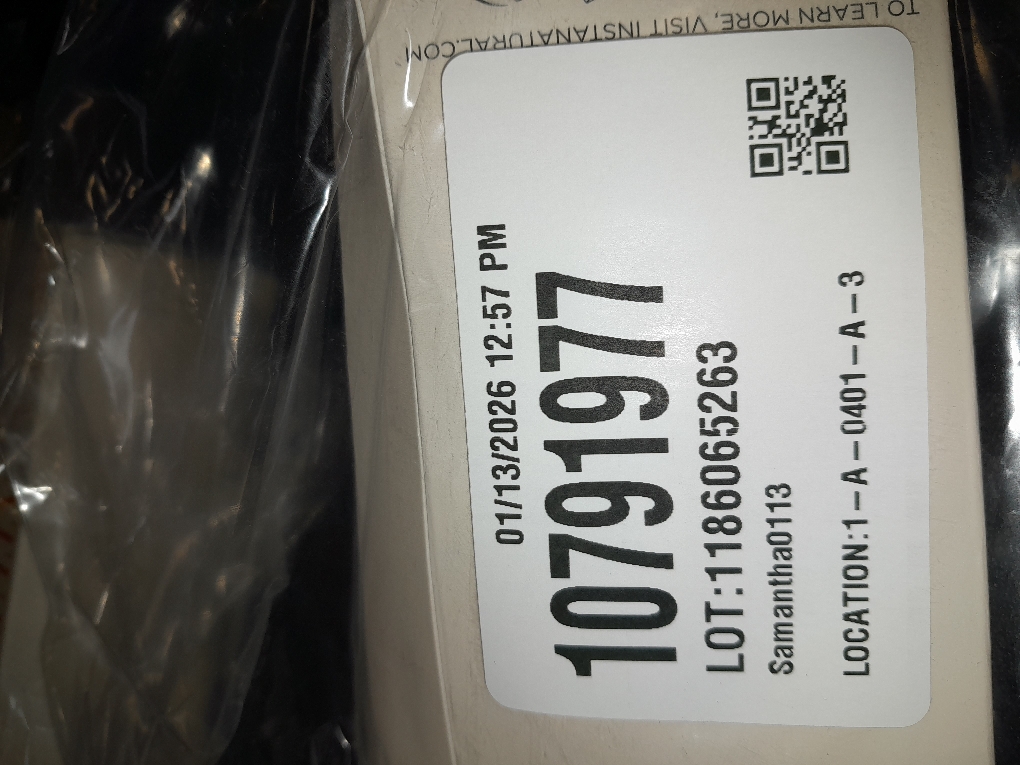 01/13/2026 12:57 PM
10791977
LOT:1186065263
Samantha0113
LOCATION:1-A-0401-A-3
TO LEARN MORE, VISIT INSTANATURAL.COM